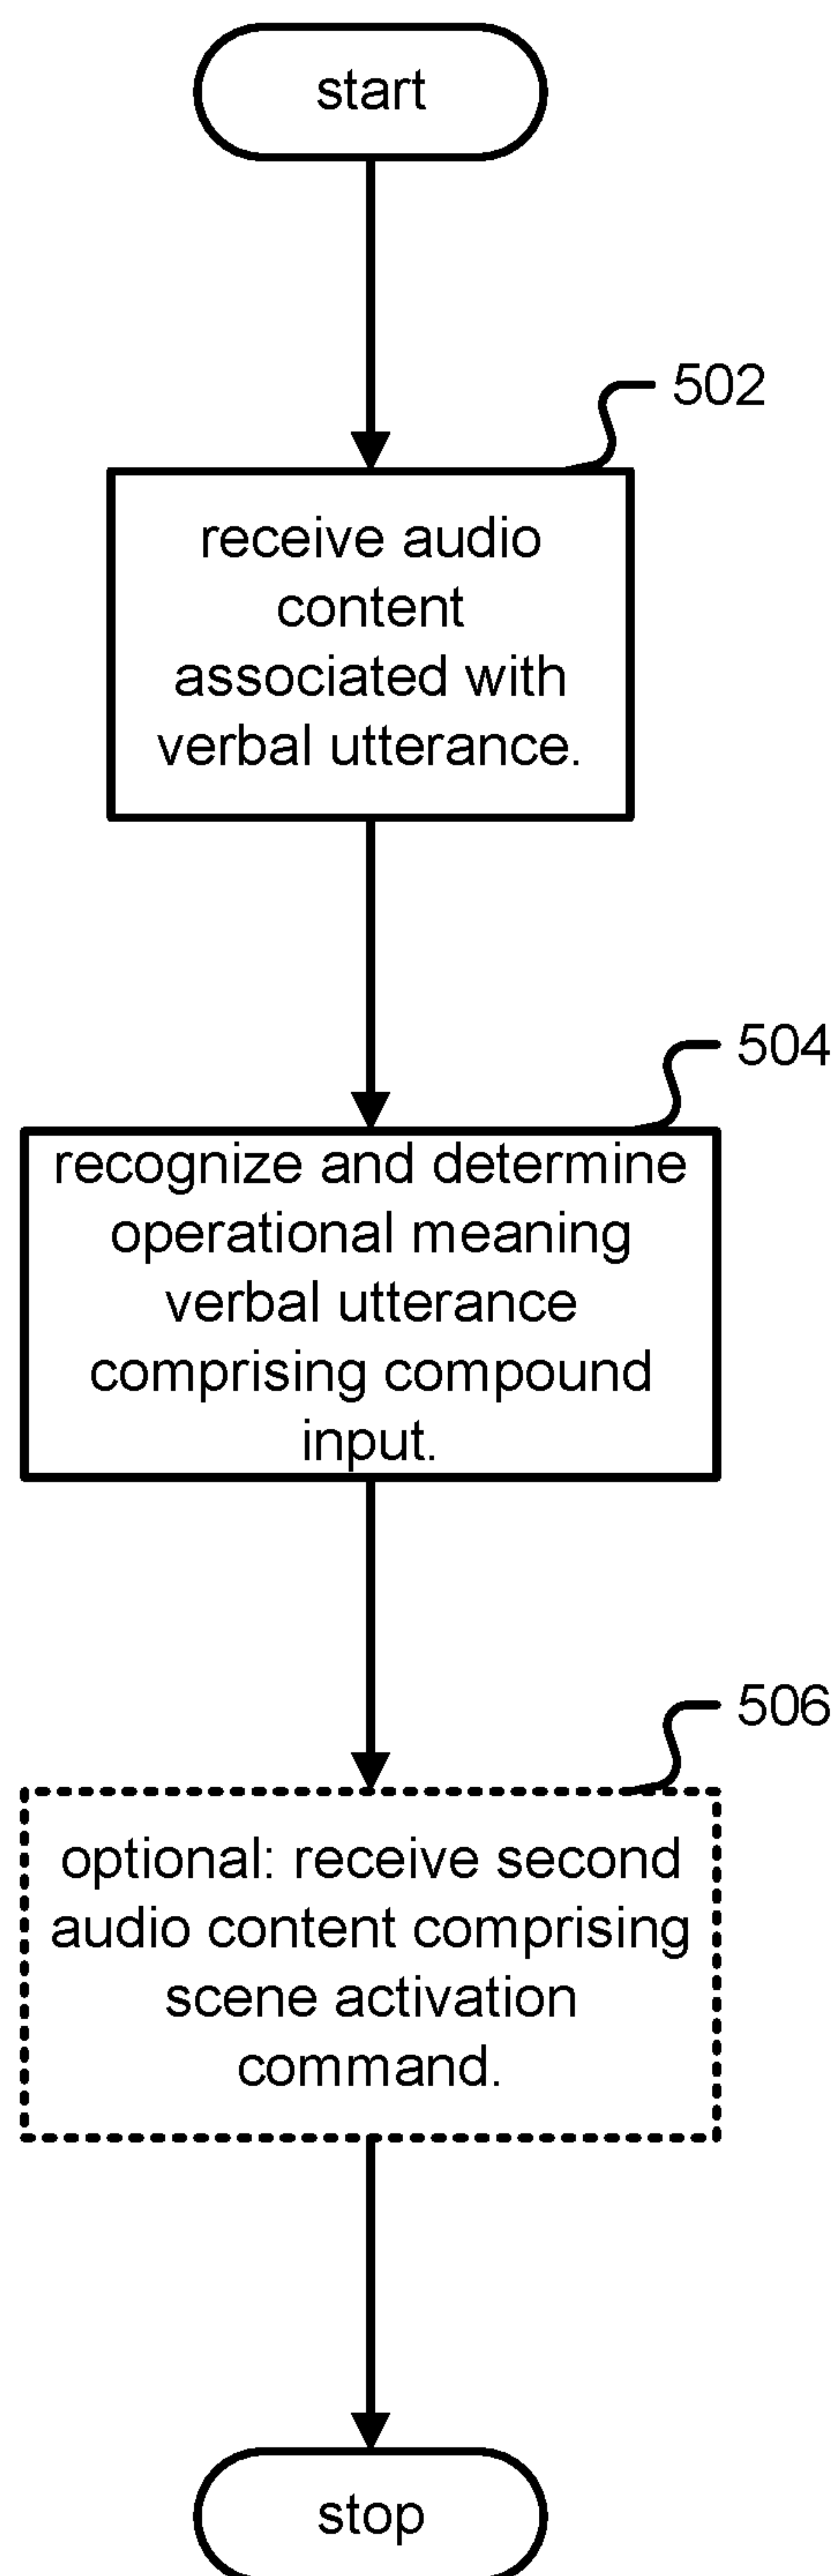 start
502
receive audio
content
associated with
verbal utterance.
504
recognize and determine
operational meaning
verbal utterance
comprising compound
input.
506
optional: receive second
audio content comprising
scene activation
command.
stop